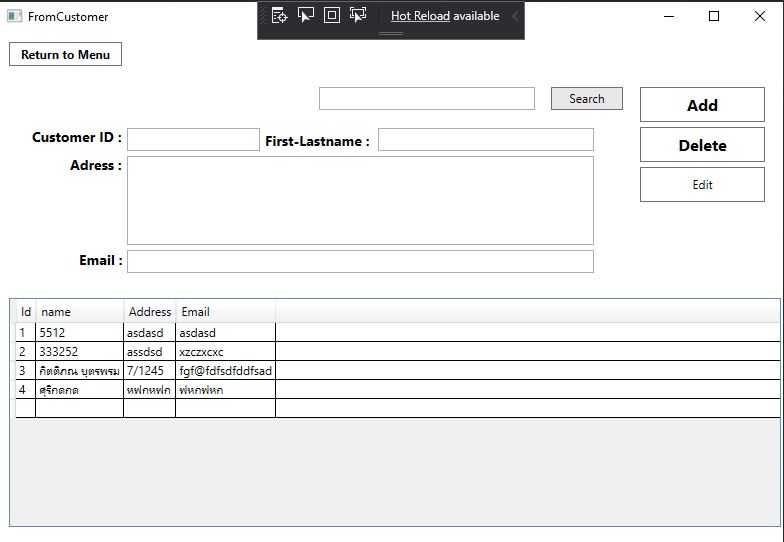 FromCustomer
Hot Reload available
Return to Menu
Search
Add
Customer ID :
First-Lastname :
Delete
Adress :
Edit
Email :
Id name Address Email
1 5512 asdasd asdasd
2 333252 assdsd xzczxcxc
3 กิตติภณ บุตรพรม 7/1245 fgf@fdfsdfddfsad
4 ศุริกดกด หฟกหฟก ฟหกฟหก